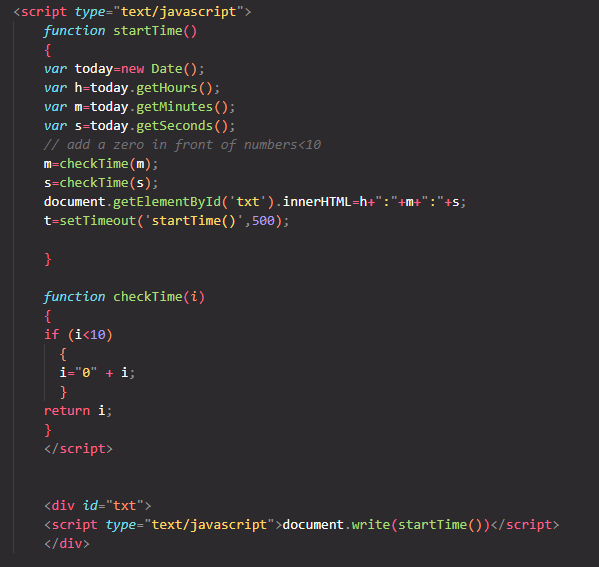 <script type="text/javascript">
function startTime()
{
var today=new Date();
var h=today.getHours();
var m=today.getMinutes();
var s=today.getSeconds();
// add a zero in front of numbers<10
m=checkTime(m);
s=checkTime(s);
document.getElementById('txt').innerHTML=h+":"+m+":"+s;
t=setTimeout('startTime()',500);
}
function checkTime(i)
{
if (i<10)
{
i="0" + i;
}
return i;
}
</script>
<div id="txt">
<script type="text/javascript">document.write(startTime())</script>
</div>